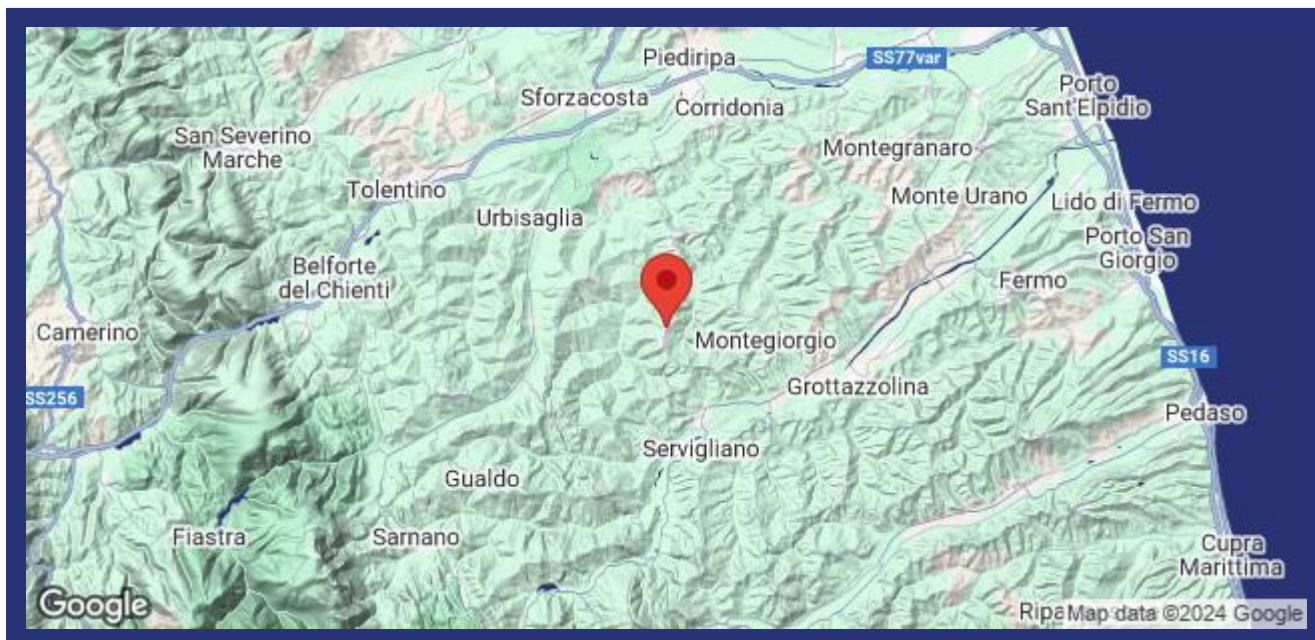 Piediripa
SS77var
Sforzacosta
Corridonia
Porto
Sant'Elpidio
San Severino
Marche
Montegranaro
Tolentino
Monte Urano
Lido di Fermo
Urbisaglia
Porto San
Giorgio
Belforte
del Chienti
Fermo
Camerino
Montegiorgio
SS16
Grottazzolina
SS256
Pedaso
Servigliano
Gualdo
Fiastra
Sarnano
Cupra
Marittima
Google
Ripa
Map data ©2024 Google